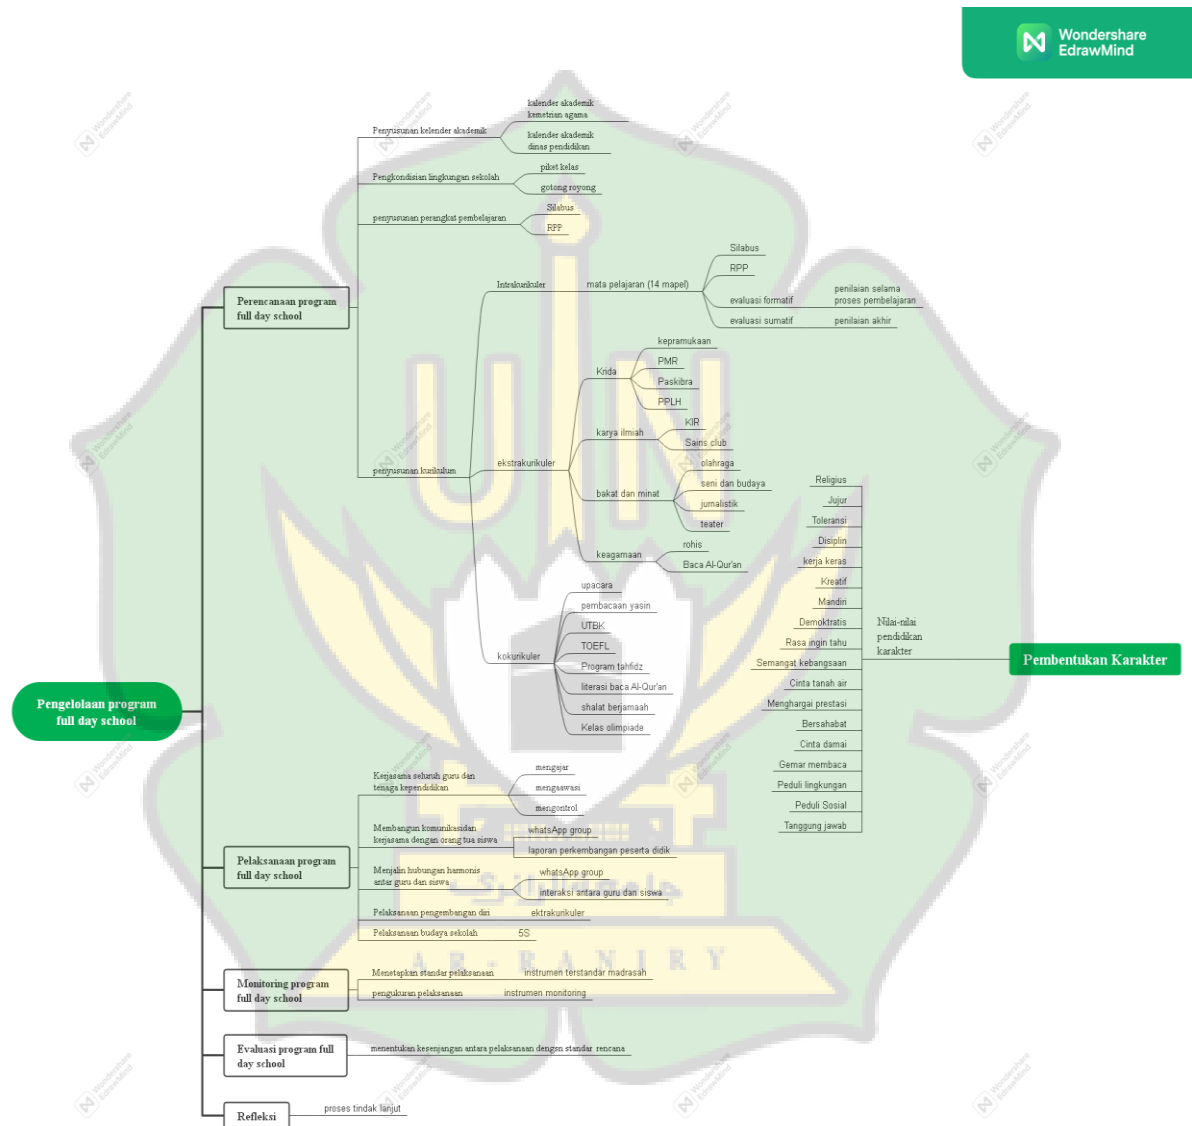 Wondershare
EdrawMind
kalender akademik
kemetrian agama
Penyusunan kelender akademik
kalender akademik
dinas pendidikan
piket kelas
Pengkondisian lingkungan sekolah
gotong royong
Silabus
penyusunan perangkat pembelajaran
RPP
Perencanaan program
full day school
Intrakurikuler
mata pelajaran (14 mapel)
Silabus
RPP
evaluasi formatif
penilaian selama
proses pembelajaran
evaluasi sumatif
penilaian akhir
penyusunan kurikulum
ekstrakurikuler
Krida
kepramukaan
PMR
Paskibra
PPLH
karya ilmiah
KIR
Sains club
bakat dan minat
olahraga
seni dan budaya
jurnalistik
teater
keagamaan
rohis
Baca Al-Qur'an
kokurikuler
upacara
pembacaan yasin
UTBK
TOEFL
Program tahfidz
literasi baca Al-Qur'an
shalat berjamaah
Kelas olimpiade
Pengelolaan program
full day school
Pelaksanaan program
full day school
Kerjasama seluruh guru dan
tenaga kependidikan
mengajar
mengaawasi
mengontrol
Membangun komunikasidan
kerjasama dengan orang tua siswa
whatsApp group
laporan perkembangan peserta didik
Menjalin hubungan harmonis
antar guru dan siswa
whatsApp group
interaksi antara guru dan siswa
Pelaksanaan pengembangan diri
ektrakurikuler
Pelaksanaan budaya sekolah
5S
Monitoring program
full day school
Menetapkan standar pelaksanaan
instrumen terstandar madrasah
pengukuran pelaksanaan
instrumen monitoring
Evaluasi program full
day school
menentukan kesenjangan antara pelaksanaan dengsn standar rencana
Refleksi
proses tindak lanjut
Religius
Jujur
Toleransi
Disiplin
kerja keras
Kreatif
Mandiri
Demoktratis
Rasa ingin tahu
Semangat kebangsaan
Cinta tanah air
Menghargai prestasi
Bersahabat
Cinta damai
Gemar membaca
Peduli lingkungan
Peduli Sosial
Tanggung jawab
Nilai-nilai
pendidikan
karakter
Pembentukan Karakter
UIN
جامعة الرانري
AR-RANIRY